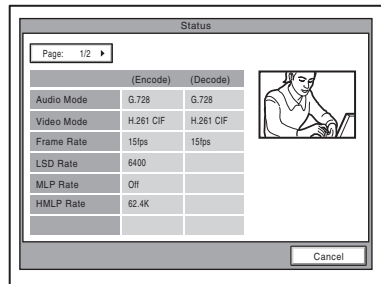 Status
Page: 1/2
(Encode) (Decode)
Audio Mode G.728 G.728
Video Mode H.261 CIF H.261 CIF
Frame Rate 15fps 15fps
LSD Rate 6400
MLP Rate Off
HMLP Rate 62.4K
Cancel